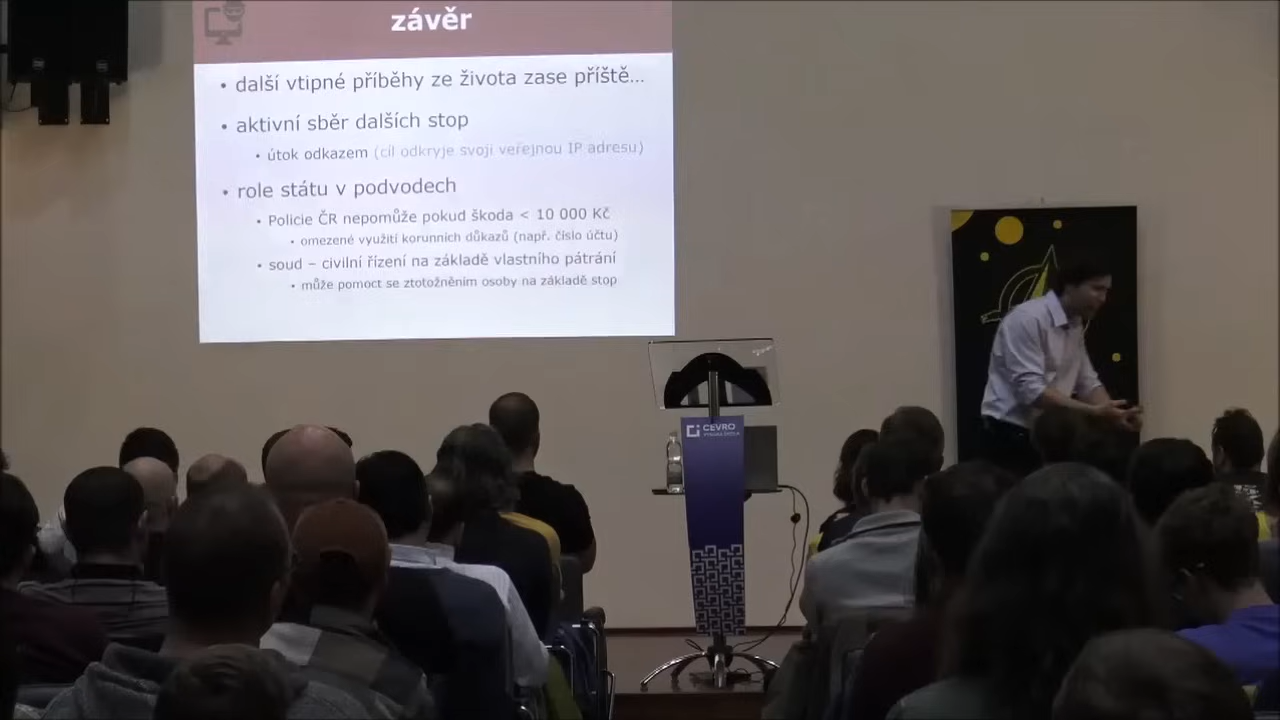 závěr
• další vtipné příběhy ze života zase příště...
• aktivní sběr dalších stop
• útok odkazem (cíl odkryje svoji veřejnou IP adresu)
• role státu v podvodech
• Policie ČR nepomůže pokud škoda < 10 000 Kč
• omezené využití korunních důkazů (např. číslo účtu)
• soud – civilní řízení na základě vlastního pátrání
• může pomoct se ztotožněním osoby na základě stop
CEVRO
VYSOKÁ ŠKOLA